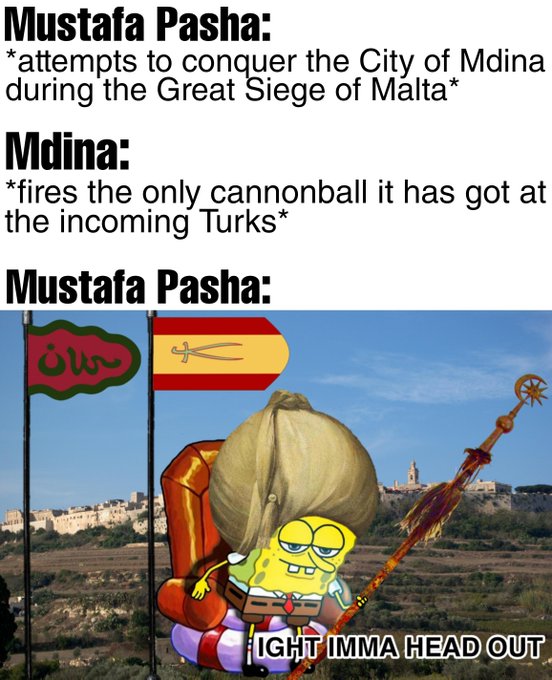 Mustafa Pasha:
*attempts to conquer the City of Mdina
during the Great Siege of Malta*
Mdina:
*fires the only cannonball it has got at
the incoming Turks*
Mustafa Pasha:
IGHT IMMA HEAD OUT